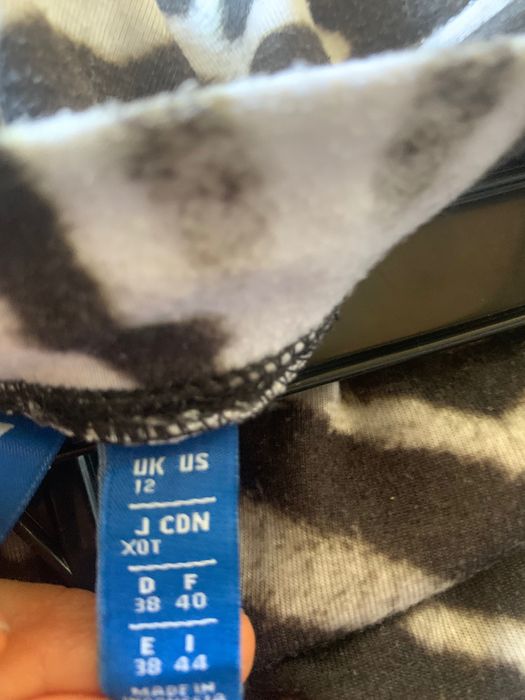 UK US
12
J CDN
XOT
D F
38 40
E I
38 44
MADE IN